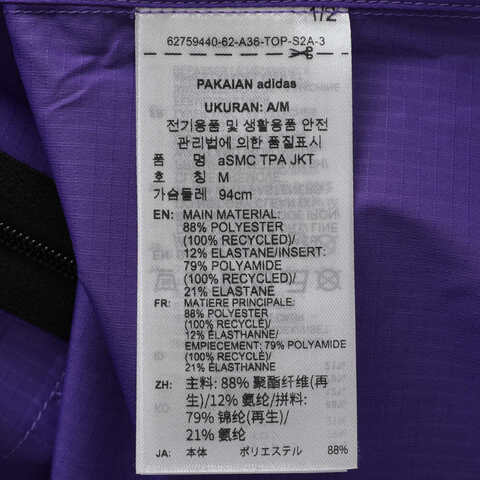 1/2
62759440-62-A36-TOP-S2A-3
PAKAIAN adidas
UKURAN: A/M
전기용품 및 생활용품 안전
관리법에 의한 품질표시
품 명 aSMC TPA JKT
호 칭 M
가슴둘레 94cm
EN: MAIN MATERIAL:
88% POLYESTER
(100% RECYCLED)/
12% ELASTANE/INSERT:
79% POLYAMIDE
(100% RECYCLED)/
21% ELASTANE
FR: MATIERE PRINCIPALE:
88% POLYESTER
(100% RECYCLÉ)/
12% ÉLASTHANNE/
EMPIECEMENT: 79% POLYAMIDE
(100% RECYCLÉ)/
21% ÉLASTHANNE
ZH: 主料: 88% 聚酯纤维(再
生)/12% 氨纶/拼料:
79% 锦纶(再生)/
21% 氨纶
JA: 本体 ポリエステル 88%